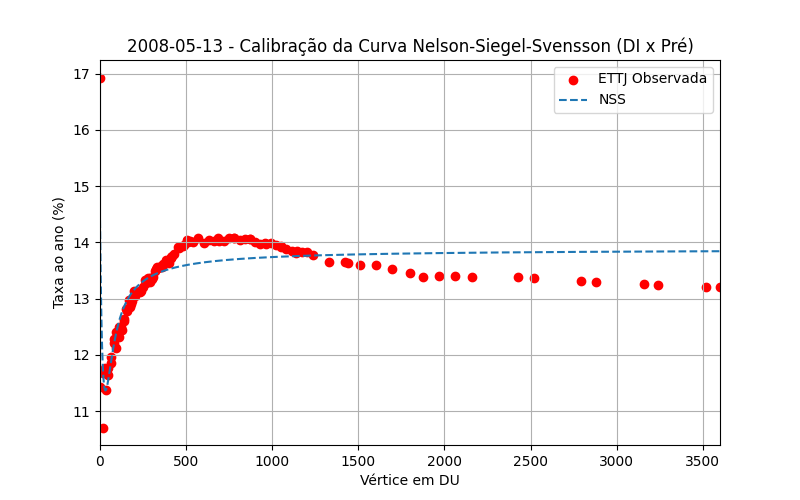 2008-05-13 - Calibração da Curva Nelson-Siegel-Svensson (DI x Pré)
ETTJ Observada
NSS
Taxa ao ano (%)
17
16
15
14
13
12
11
0 500 1000 1500 2000 2500 3000 3500
Vértice em DU